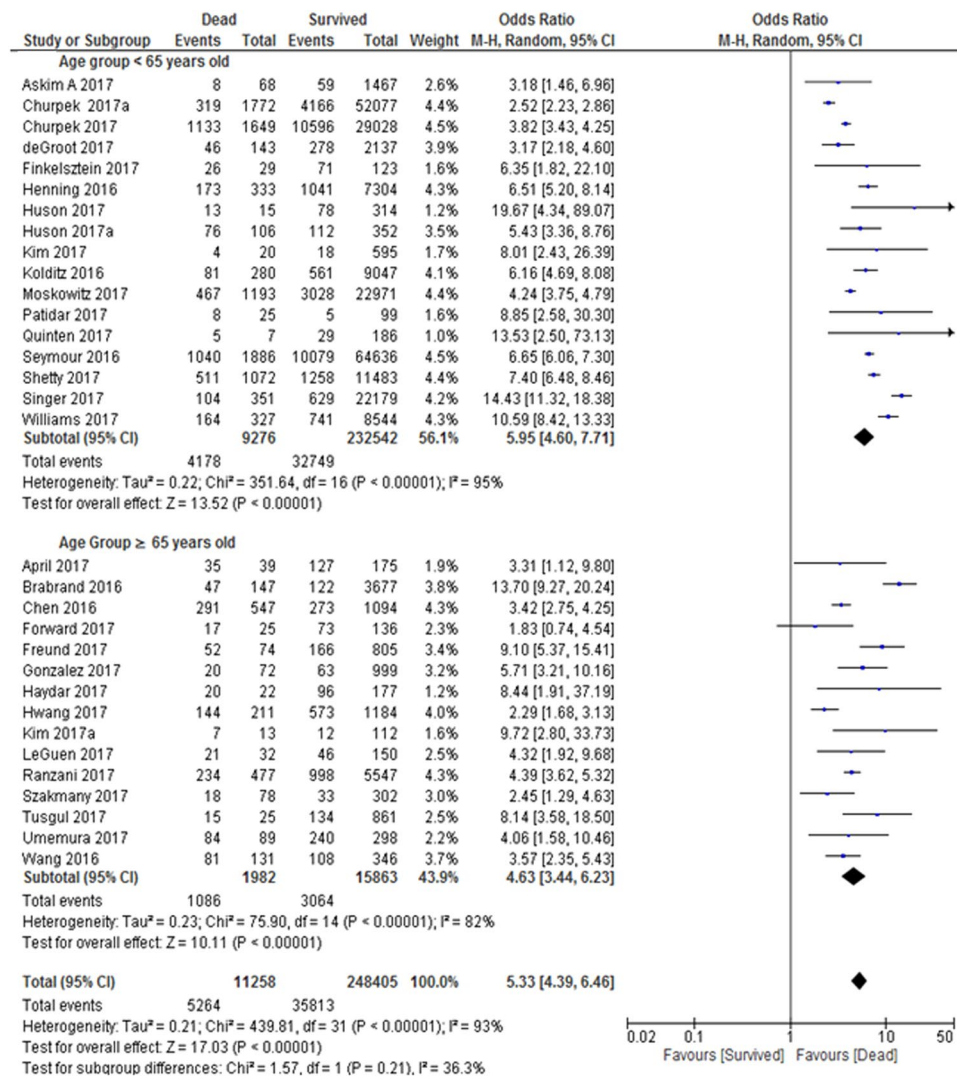 Dead Survived Odds Ratio Odds Ratio
Study or Subgroup Events Total Events Total Weight M-H, Random, 95% CI M-H, Random, 95% CI
Age group < 65 years old
Askim A 2017 8 68 59 1467 2.6% 3.18 [1.46, 6.96]
Churpek 2017a 319 1772 4166 52077 4.4% 2.52 [2.23, 2.86]
Churpek 2017 1133 1649 10596 29028 4.5% 3.82 [3.43, 4.25]
deGroot 2017 46 143 278 2137 3.9% 3.17 [2.18, 4.60]
Finkelsztein 2017 26 29 71 123 1.6% 6.35 [1.82, 22.10]
Henning 2016 173 333 1041 7304 4.3% 6.51 [5.20, 8.14]
Huson 2017 13 15 78 314 1.2% 19.67 [4.34, 89.07]
Huson 2017a 76 106 112 352 3.5% 5.43 [3.36, 8.76]
Kim 2017 4 20 18 595 1.7% 8.01 [2.43, 26.39]
Kolditz 2016 81 280 561 9047 4.1% 6.16 [4.69, 8.08]
Moskowitz 2017 467 1193 3028 22971 4.4% 4.24 [3.75, 4.79]
Patidar 2017 8 25 5 99 1.6% 8.85 [2.58, 30.30]
Quinten 2017 5 7 29 186 1.0% 13.53 [2.50, 73.13]
Seymour 2016 1040 1886 10079 64636 4.5% 6.65 [6.06, 7.30]
Shetty 2017 511 1072 1258 11483 4.4% 7.40 [6.48, 8.46]
Singer 2017 104 351 629 22179 4.2% 14.43 [11.32, 18.38]
Williams 2017 164 327 741 8544 4.3% 10.59 [8.42, 13.33]
Subtotal (95% CI) 9276 232542 56.1% 5.95 [4.60, 7.71]
Total events 4178 32749
Heterogeneity: Tau² = 0.22; Chi² = 351.64, df = 16 (P < 0.00001); I² = 95%
Test for overall effect: Z = 13.52 (P < 0.00001)
Age Group ≥ 65 years old
April 2017 35 39 127 175 1.9% 3.31 [1.12, 9.80]
Brabrand 2016 47 147 122 3677 3.8% 13.70 [9.27, 20.24]
Chen 2016 291 547 273 1094 4.3% 3.42 [2.75, 4.25]
Forward 2017 17 25 73 136 2.3% 1.83 [0.74, 4.54]
Freund 2017 52 74 166 805 3.4% 9.10 [5.37, 15.41]
Gonzalez 2017 20 72 63 999 3.2% 5.71 [3.21, 10.16]
Haydar 2017 20 22 96 177 1.2% 8.44 [1.91, 37.19]
Hwang 2017 144 211 573 1184 4.0% 2.29 [1.68, 3.13]
Kim 2017a 7 13 12 112 1.6% 9.72 [2.80, 33.73]
LeGuen 2017 21 32 46 150 2.5% 4.32 [1.92, 9.68]
Ranzani 2017 234 477 998 5547 4.3% 4.39 [3.62, 5.32]
Szakmany 2017 18 78 33 302 3.0% 2.45 [1.29, 4.63]
Tusgul 2017 15 25 134 861 2.5% 8.14 [3.58, 18.50]
Umemura 2017 84 89 240 298 2.2% 4.06 [1.58, 10.46]
Wang 2016 81 131 108 346 3.7% 3.57 [2.35, 5.43]
Subtotal (95% CI) 1982 15863 43.9% 4.63 [3.44, 6.23]
Total events 1086 3064
Heterogeneity: Tau² = 0.23; Chi² = 75.90, df = 14 (P < 0.00001); I² = 82%
Test for overall effect: Z = 10.11 (P < 0.00001)
Total (95% CI) 11258 248405 100.0% 5.33 [4.39, 6.46]
Total events 5264 35813
Heterogeneity: Tau² = 0.21; Chi² = 439.81, df = 31 (P < 0.00001); I² = 93%
Test for overall effect: Z = 17.03 (P < 0.00001)
Test for subgroup differences: Chi² = 1.57, df = 1 (P = 0.21), I² = 36.3%
0.02 0.1 1 10 50
Favours [Survived] Favours [Dead]